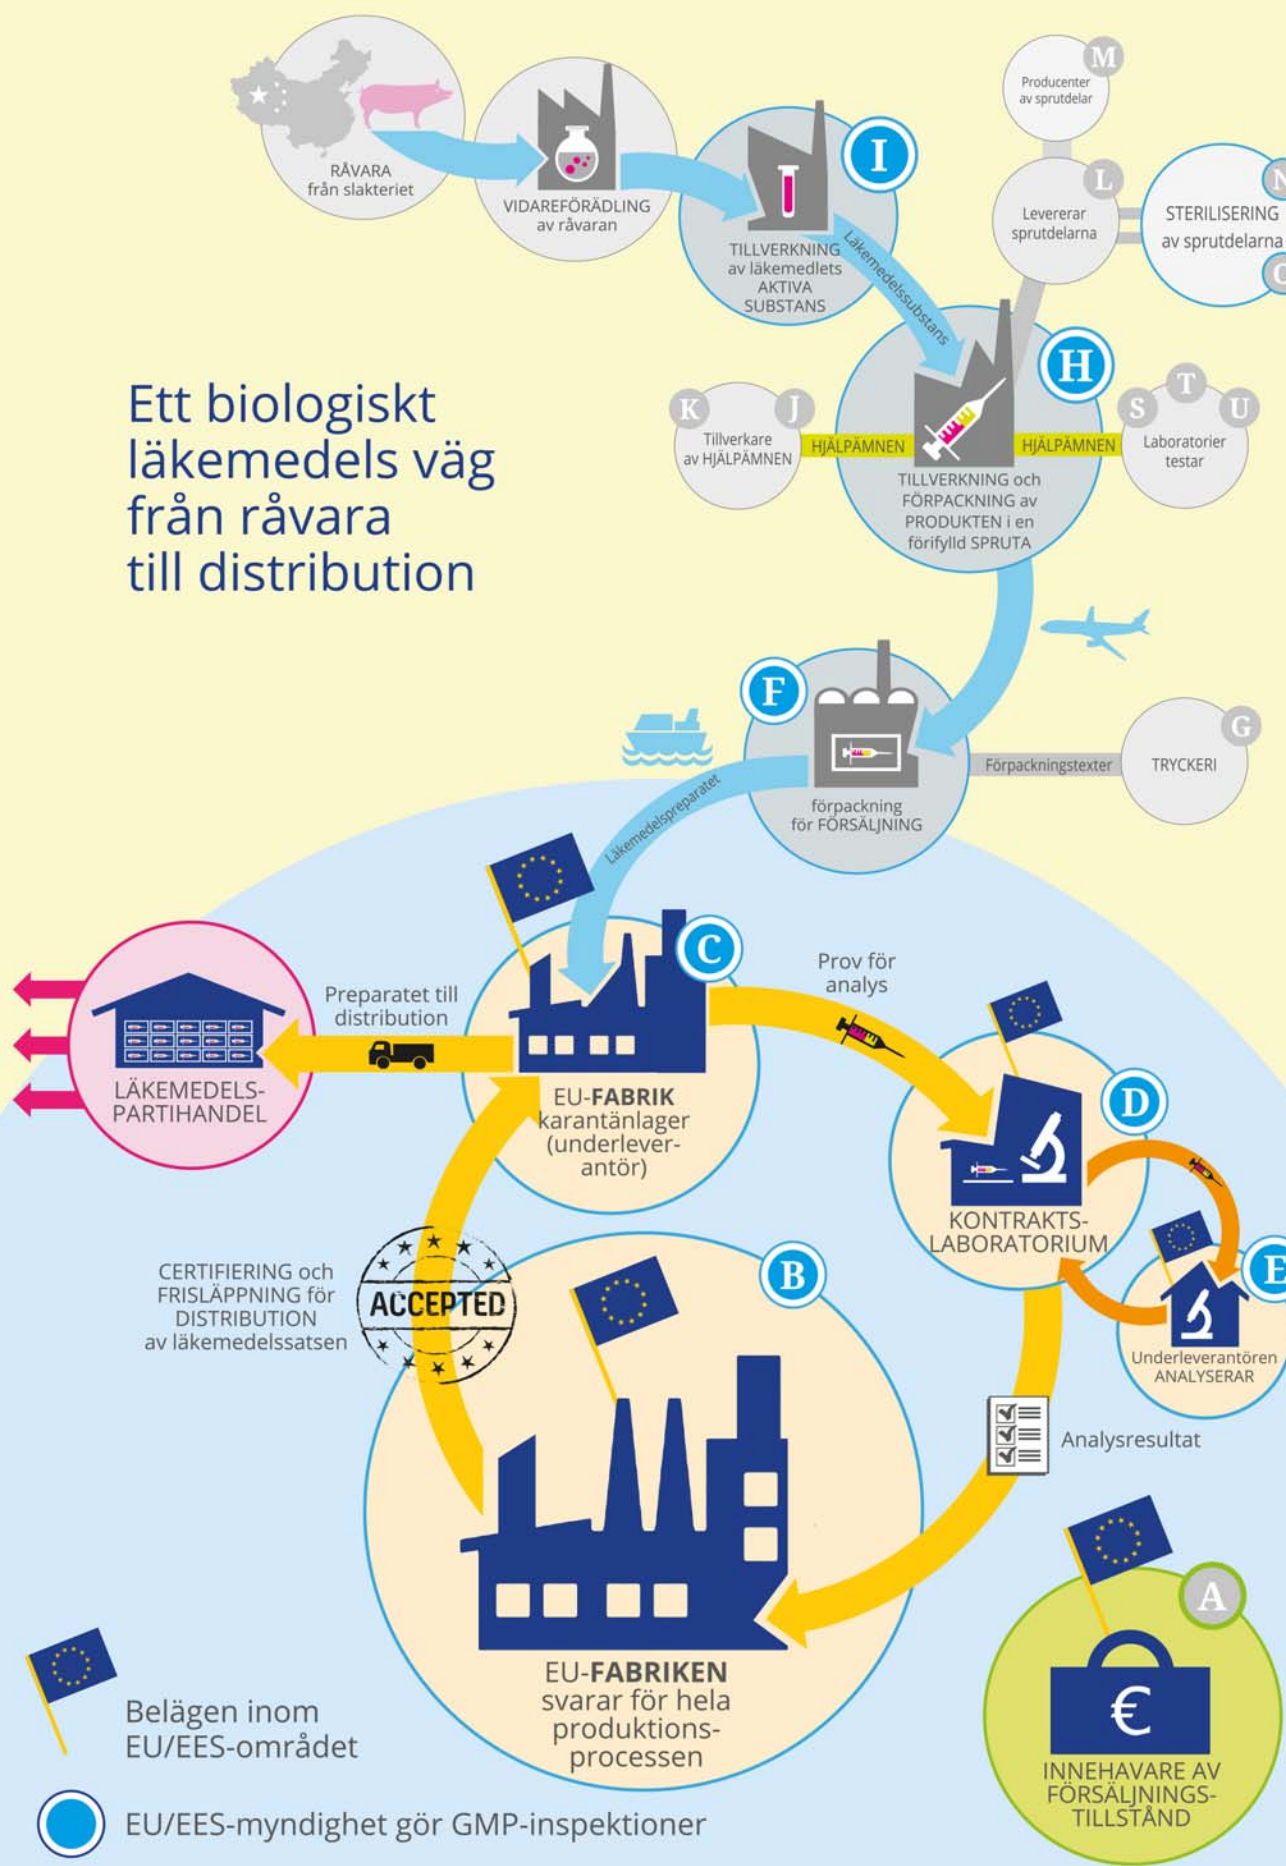 M
Producenter
av sprutdelar
RÅVARA
från slakteriet
VIDAREFÖRÄDLING
av råvaran
I
TILLVERKNING
av läkemedlets
AKTIVA
SUBSTANS
Läkemedelssubstans
L
Levererar
sprutdelarna
N
STERILISERING
av sprutdelarna
O
Ett biologiskt
läkemedels väg
från råvara
till distribution
H
K
J
Tillverkare
av HJÄLPÄMNEN
HJÄLPÄMNEN
HJÄLPÄMNEN
S
T
U
Laboratorier
testar
TILLVERKNING och
FÖRPACKNING av
PRODUKTEN i en
förifylld SPRUTA
F
förpackning
för FÖRSÄLJNING
Förpackningstexter
G
TRYCKERI
Läkemedelspreparatet
C
Prov för
analys
Preparatet till
distribution
LÄKEMEDELS-
PARTIHANDEL
EU-FABRIK
karantänlager
(underlever-
antör)
D
KONTRAKTS-
LABORATORIUM
E
Underleverantören
ANALYSERAR
CERTIFIERING och
FRISLÄPPNING för
DISTRIBUTION
av läkemedelssatsen
ACCEPTED
B
Analysresultat
EU-FABRIKEN
svarar för hela
produktions-
processen
A
€
INNEHAVARE AV
FÖRSÄLJNINGS-
TILLSTÅND
Belägen inom
EU/EES-området
EU/EES-myndighet gör GMP-inspektioner